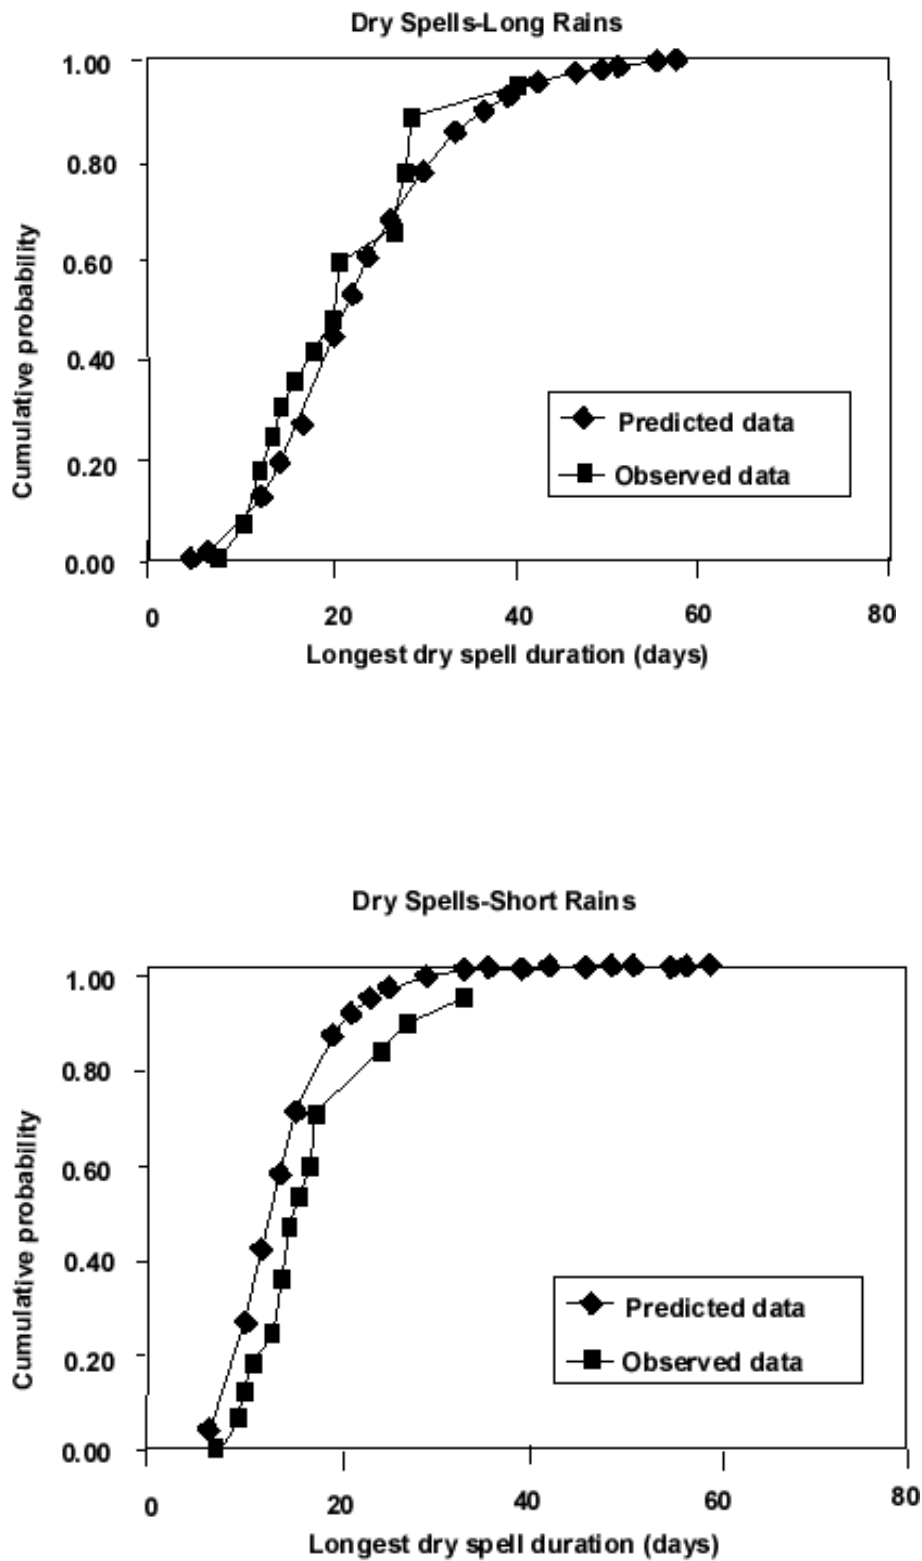 Dry Spells-Long Rains
1.00
0.80
0.60
0.40
0.20
0.00
Cumulative probability
Predicted data
Observed data
0 20 40 60 80
Longest dry spell duration (days)
Dry Spells-Short Rains
1.00
0.80
0.60
0.40
0.20
0.00
Cumulative probability
Predicted data
Observed data
0 20 40 60 80
Longest dry spell duration (days)